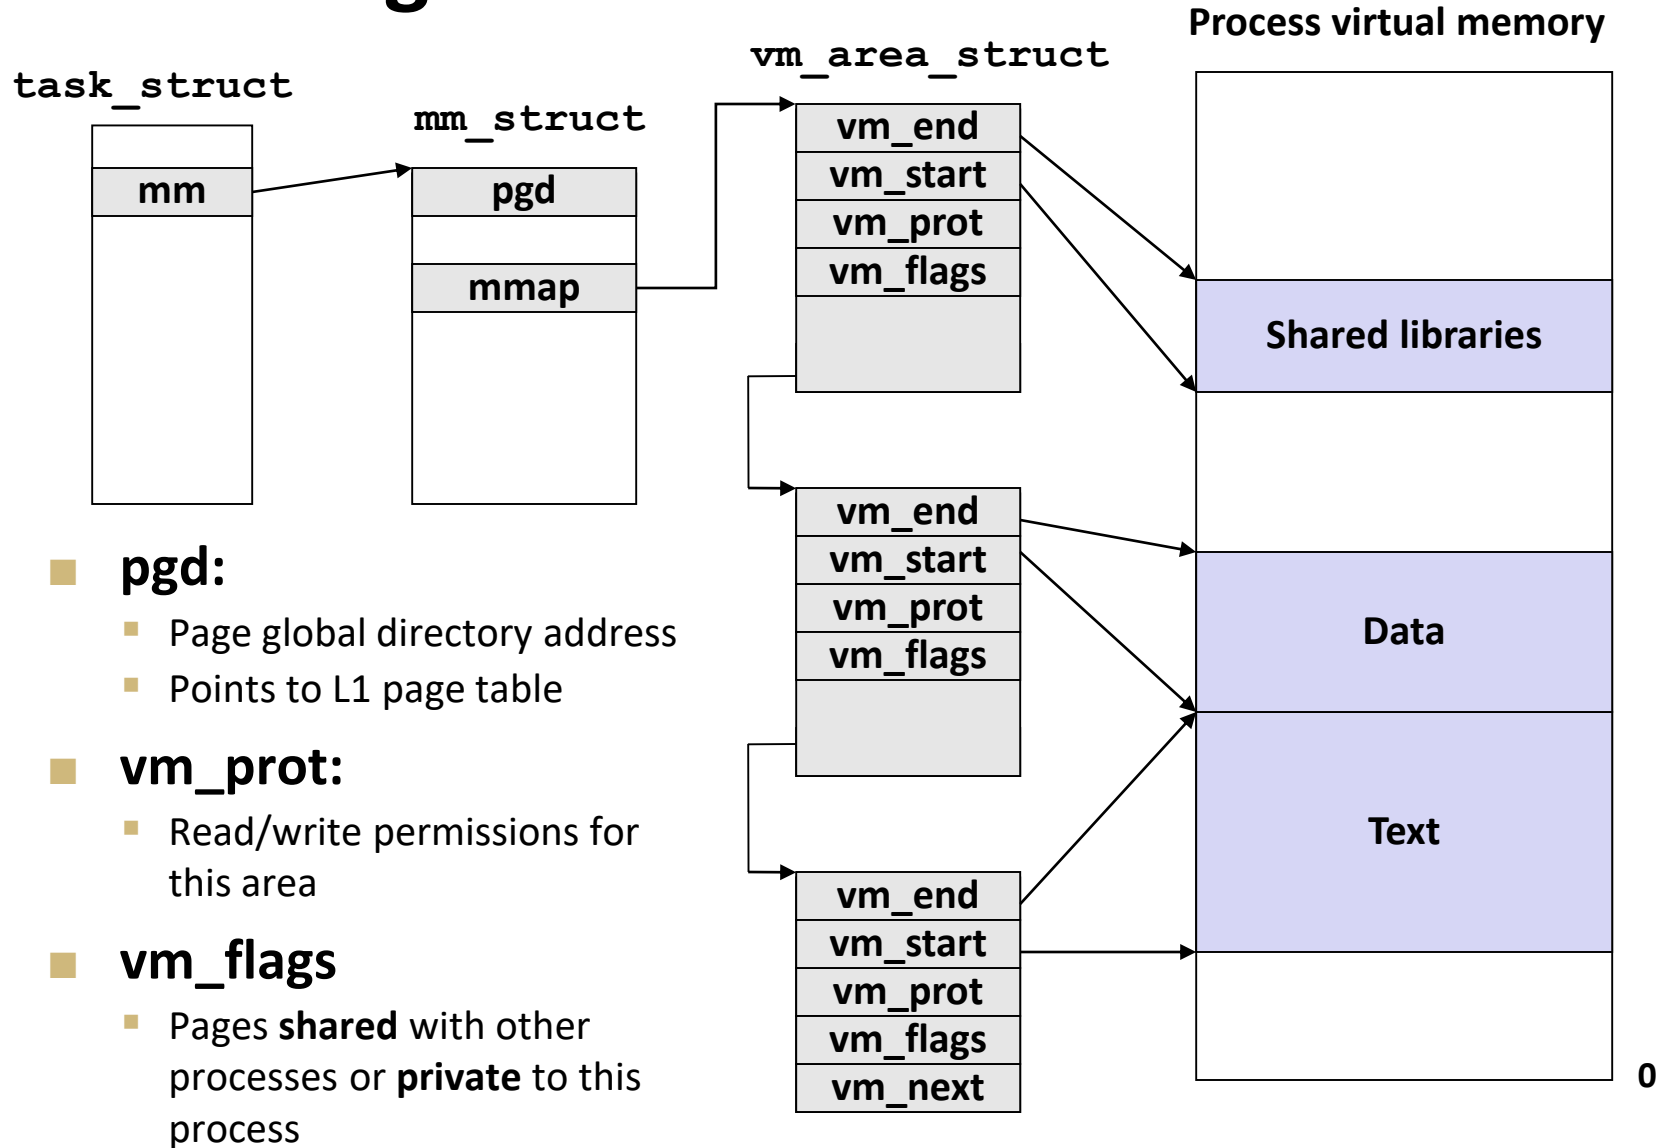 Process virtual memory
vm_area_struct
task_struct
mm_struct
mm
pgd
mmap
vm_end
vm_start
vm_prot
vm_flags
Shared libraries
vm_end
vm_start
vm_prot
vm_flags
Data
Text
vm_end
vm_start
vm_prot
vm_flags
vm_next
0
pgd:
Page global directory address
Points to L1 page table
vm_prot:
Read/write permissions for
this area
vm_flags
Pages shared with other
processes or private to this
process